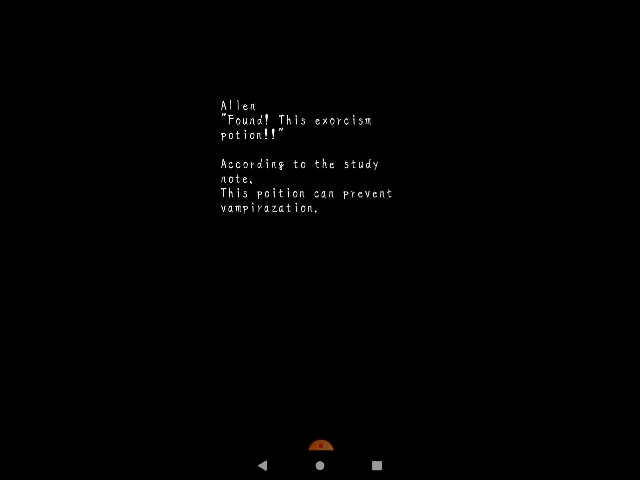 Allen
"Found! This exorcism
potion!!"
According to the study
note.
This poition can prevent
vampirazation.